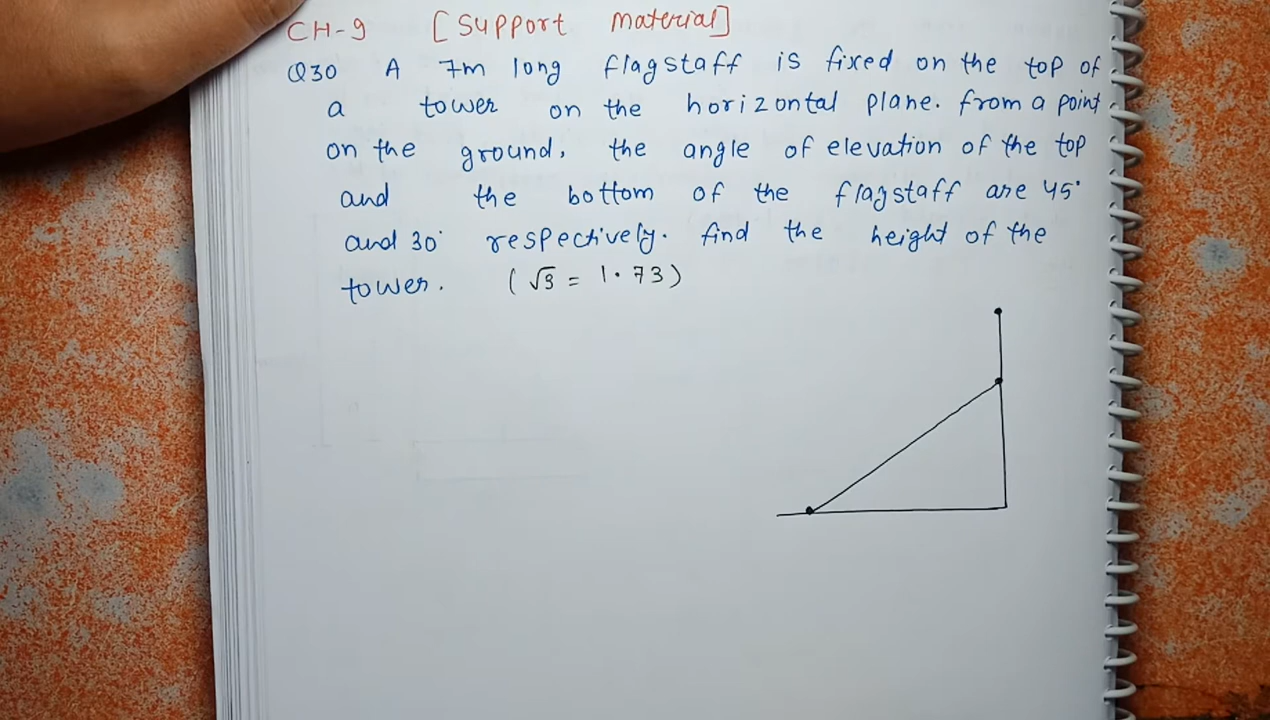 CH-9 [Support material]
Q30 A 7m long flagstaff is fixed on the top of
a tower on the horizontal plane. from a point
on the ground, the angle of elevation of the top
and the bottom of the flagstaff are 45°
and 30° respectively. find the height of the
tower. (√3 = 1.73)